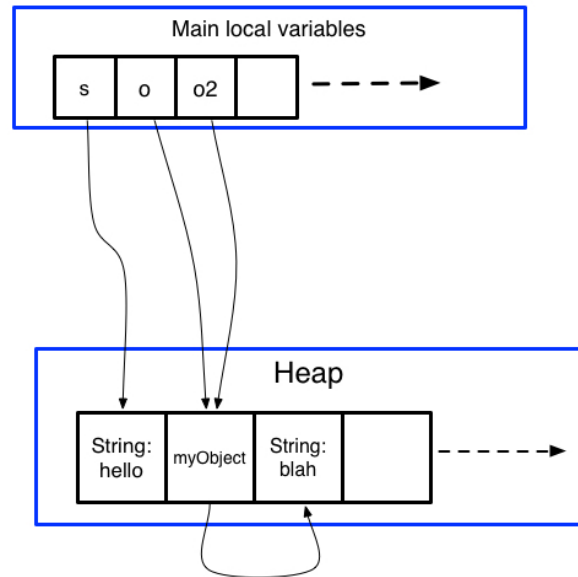 Main local variables
s o o2
Heap
String: hello
myObject
String: blah